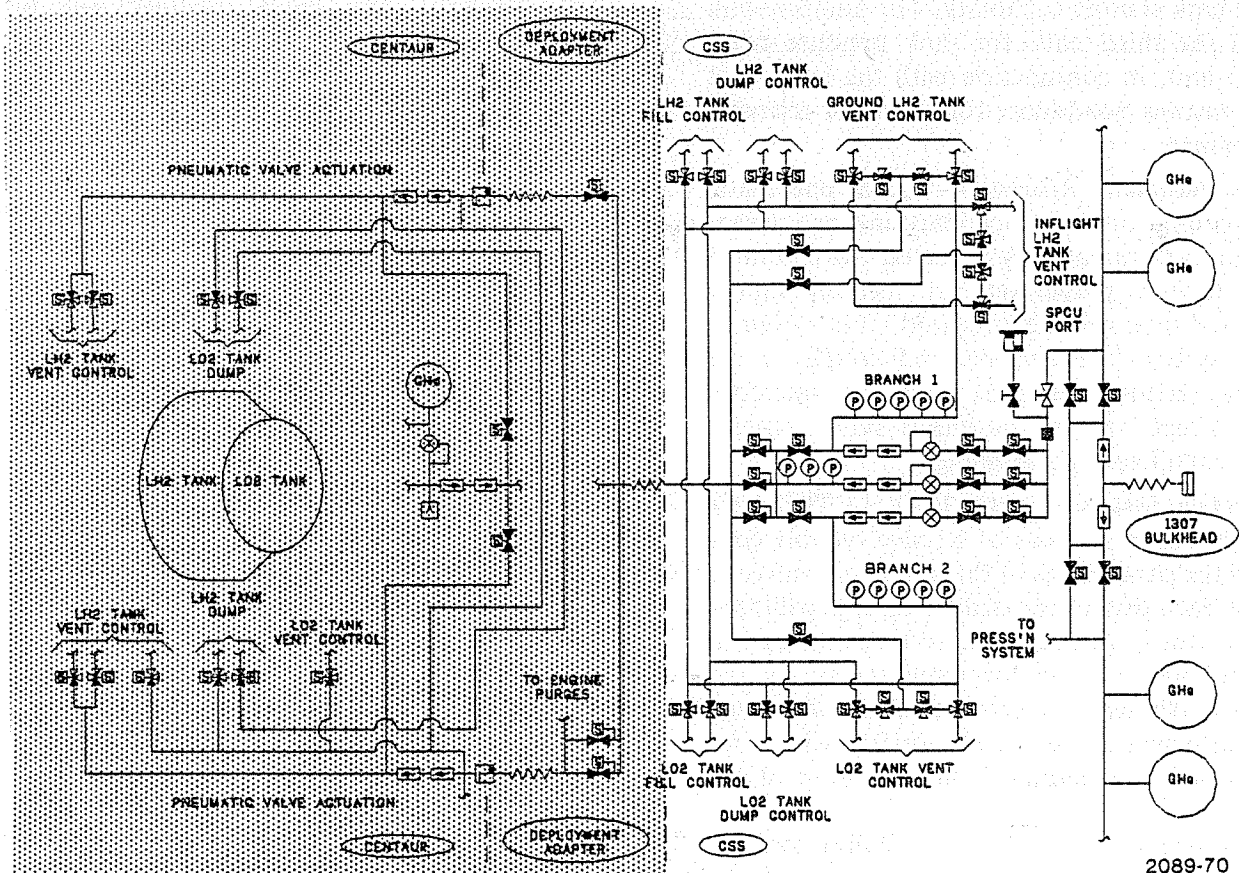 CENTAUR
DEPLOYMENT
ADAPTER
CSS
LH2 TANK
DUMP CONTROL
LH2 TANK
FILL CONTROL
GROUND LH2 TANK
VENT CONTROL
PNEUMATIC VALVE ACTUATION
GHe
GHe
INFLIGHT
LH2
TANK
VENT
CONTROL
SPCU
PORT
LH2 TANK
VENT CONTROL
LO2 TANK
DUMP
GHe
BRANCH 1
P P P P P
LH2 TANK
LO2 TANK
P P P
1307
BULKHEAD
BRANCH 2
P P P P P
LH2 TANK
DUMP
LH2 TANK
VENT CONTROL
LO2 TANK
VENT CONTROL
TO
PRESS'N
SYSTEM
TO ENGINE
PURGES
GHe
GHe
LO2 TANK
FILL CONTROL
LO2 TANK VENT
CONTROL
LO2 TANK
DUMP CONTROL
PNEUMATIC VALVE ACTUATION
CENTAUR
DEPLOYMENT
ADAPTER
CSS
2089-70